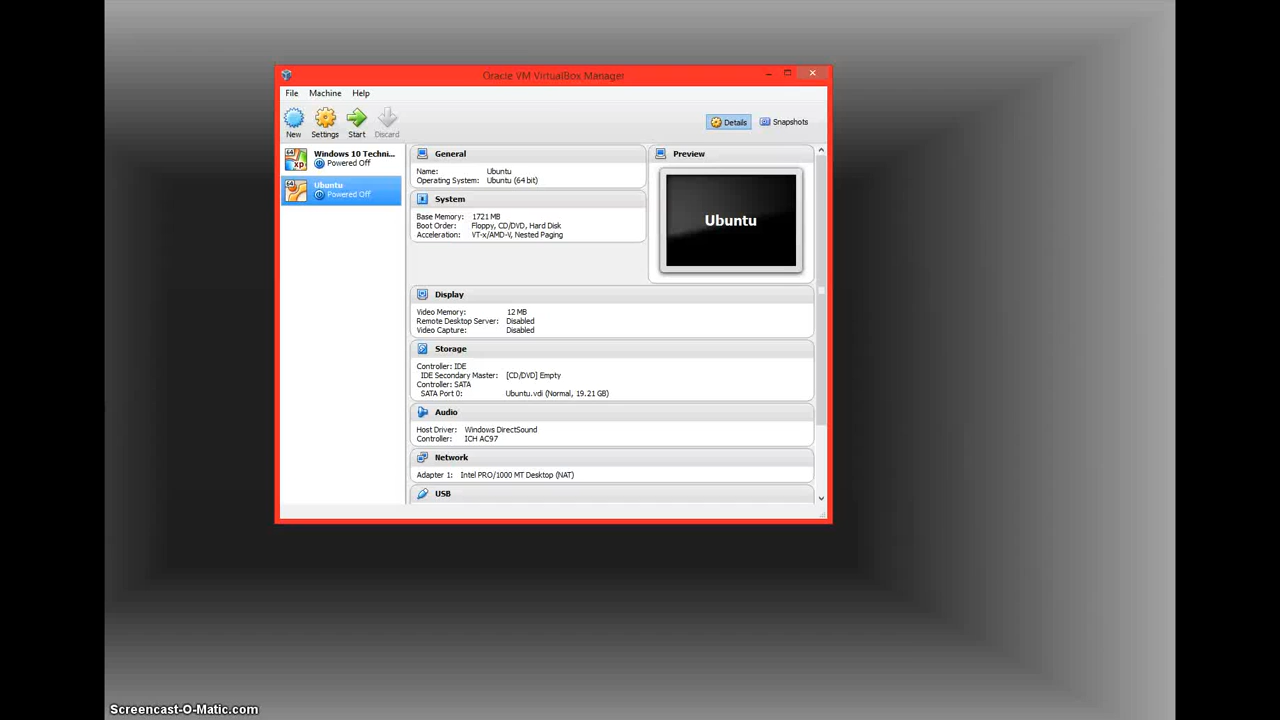 Oracle VM VirtualBox Manager
File Machine Help
New Settings Start Discard
Details Snapshots
Windows 10 Techni...
Powered Off
Ubuntu
Powered Off
General
Name: Ubuntu
Operating System: Ubuntu (64 bit)
System
Base Memory: 1721 MB
Boot Order: Floppy, CD/DVD, Hard Disk
Acceleration: VT-x/AMD-V, Nested Paging
Preview
Ubuntu
Display
Video Memory: 12 MB
Remote Desktop Server: Disabled
Video Capture: Disabled
Storage
Controller: IDE
IDE Secondary Master: [CD/DVD] Empty
Controller: SATA
SATA Port 0: Ubuntu.vdi (Normal, 19.21 GB)
Audio
Host Driver: Windows DirectSound
Controller: ICH AC97
Network
Adapter 1: Intel PRO/1000 MT Desktop (NAT)
USB
Screencast-O-Matic.com